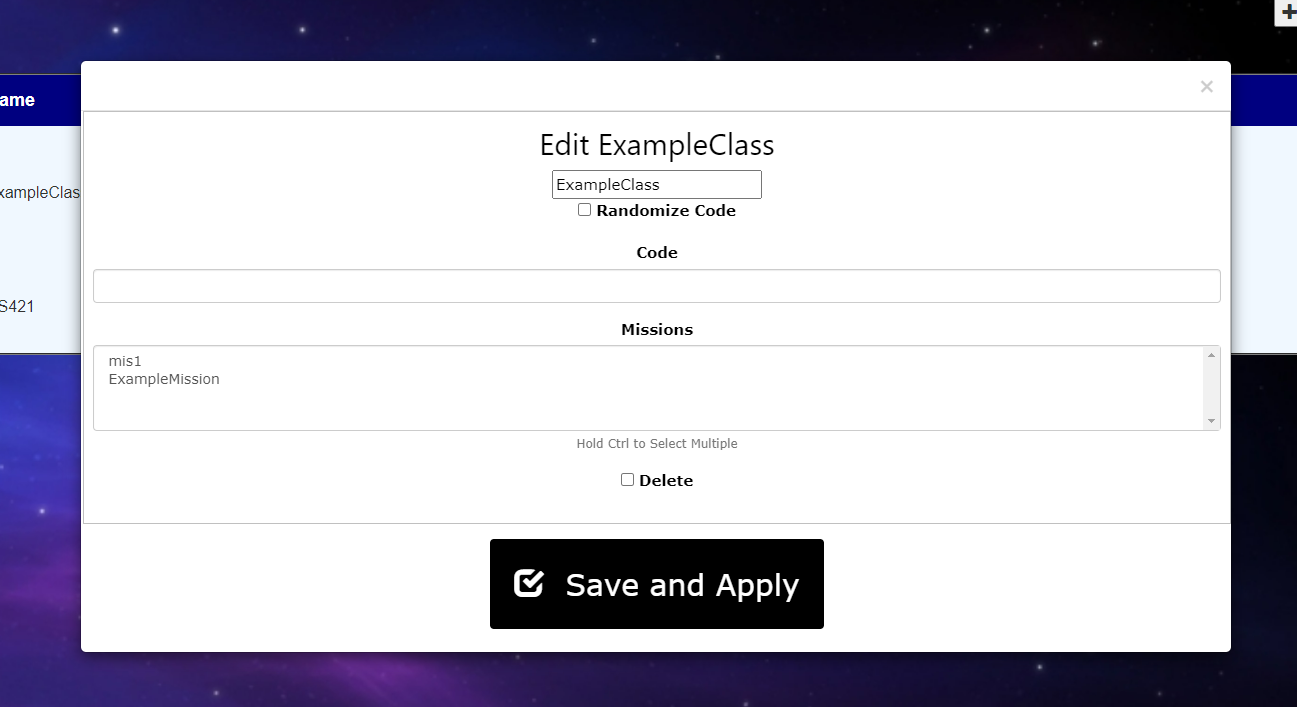 ame
Edit ExampleClass
ExampleClass
xampleClas
Randomize Code
Code
S421
Missions
mis1
ExampleMission
Hold Ctrl to Select Multiple
Delete
Save and Apply